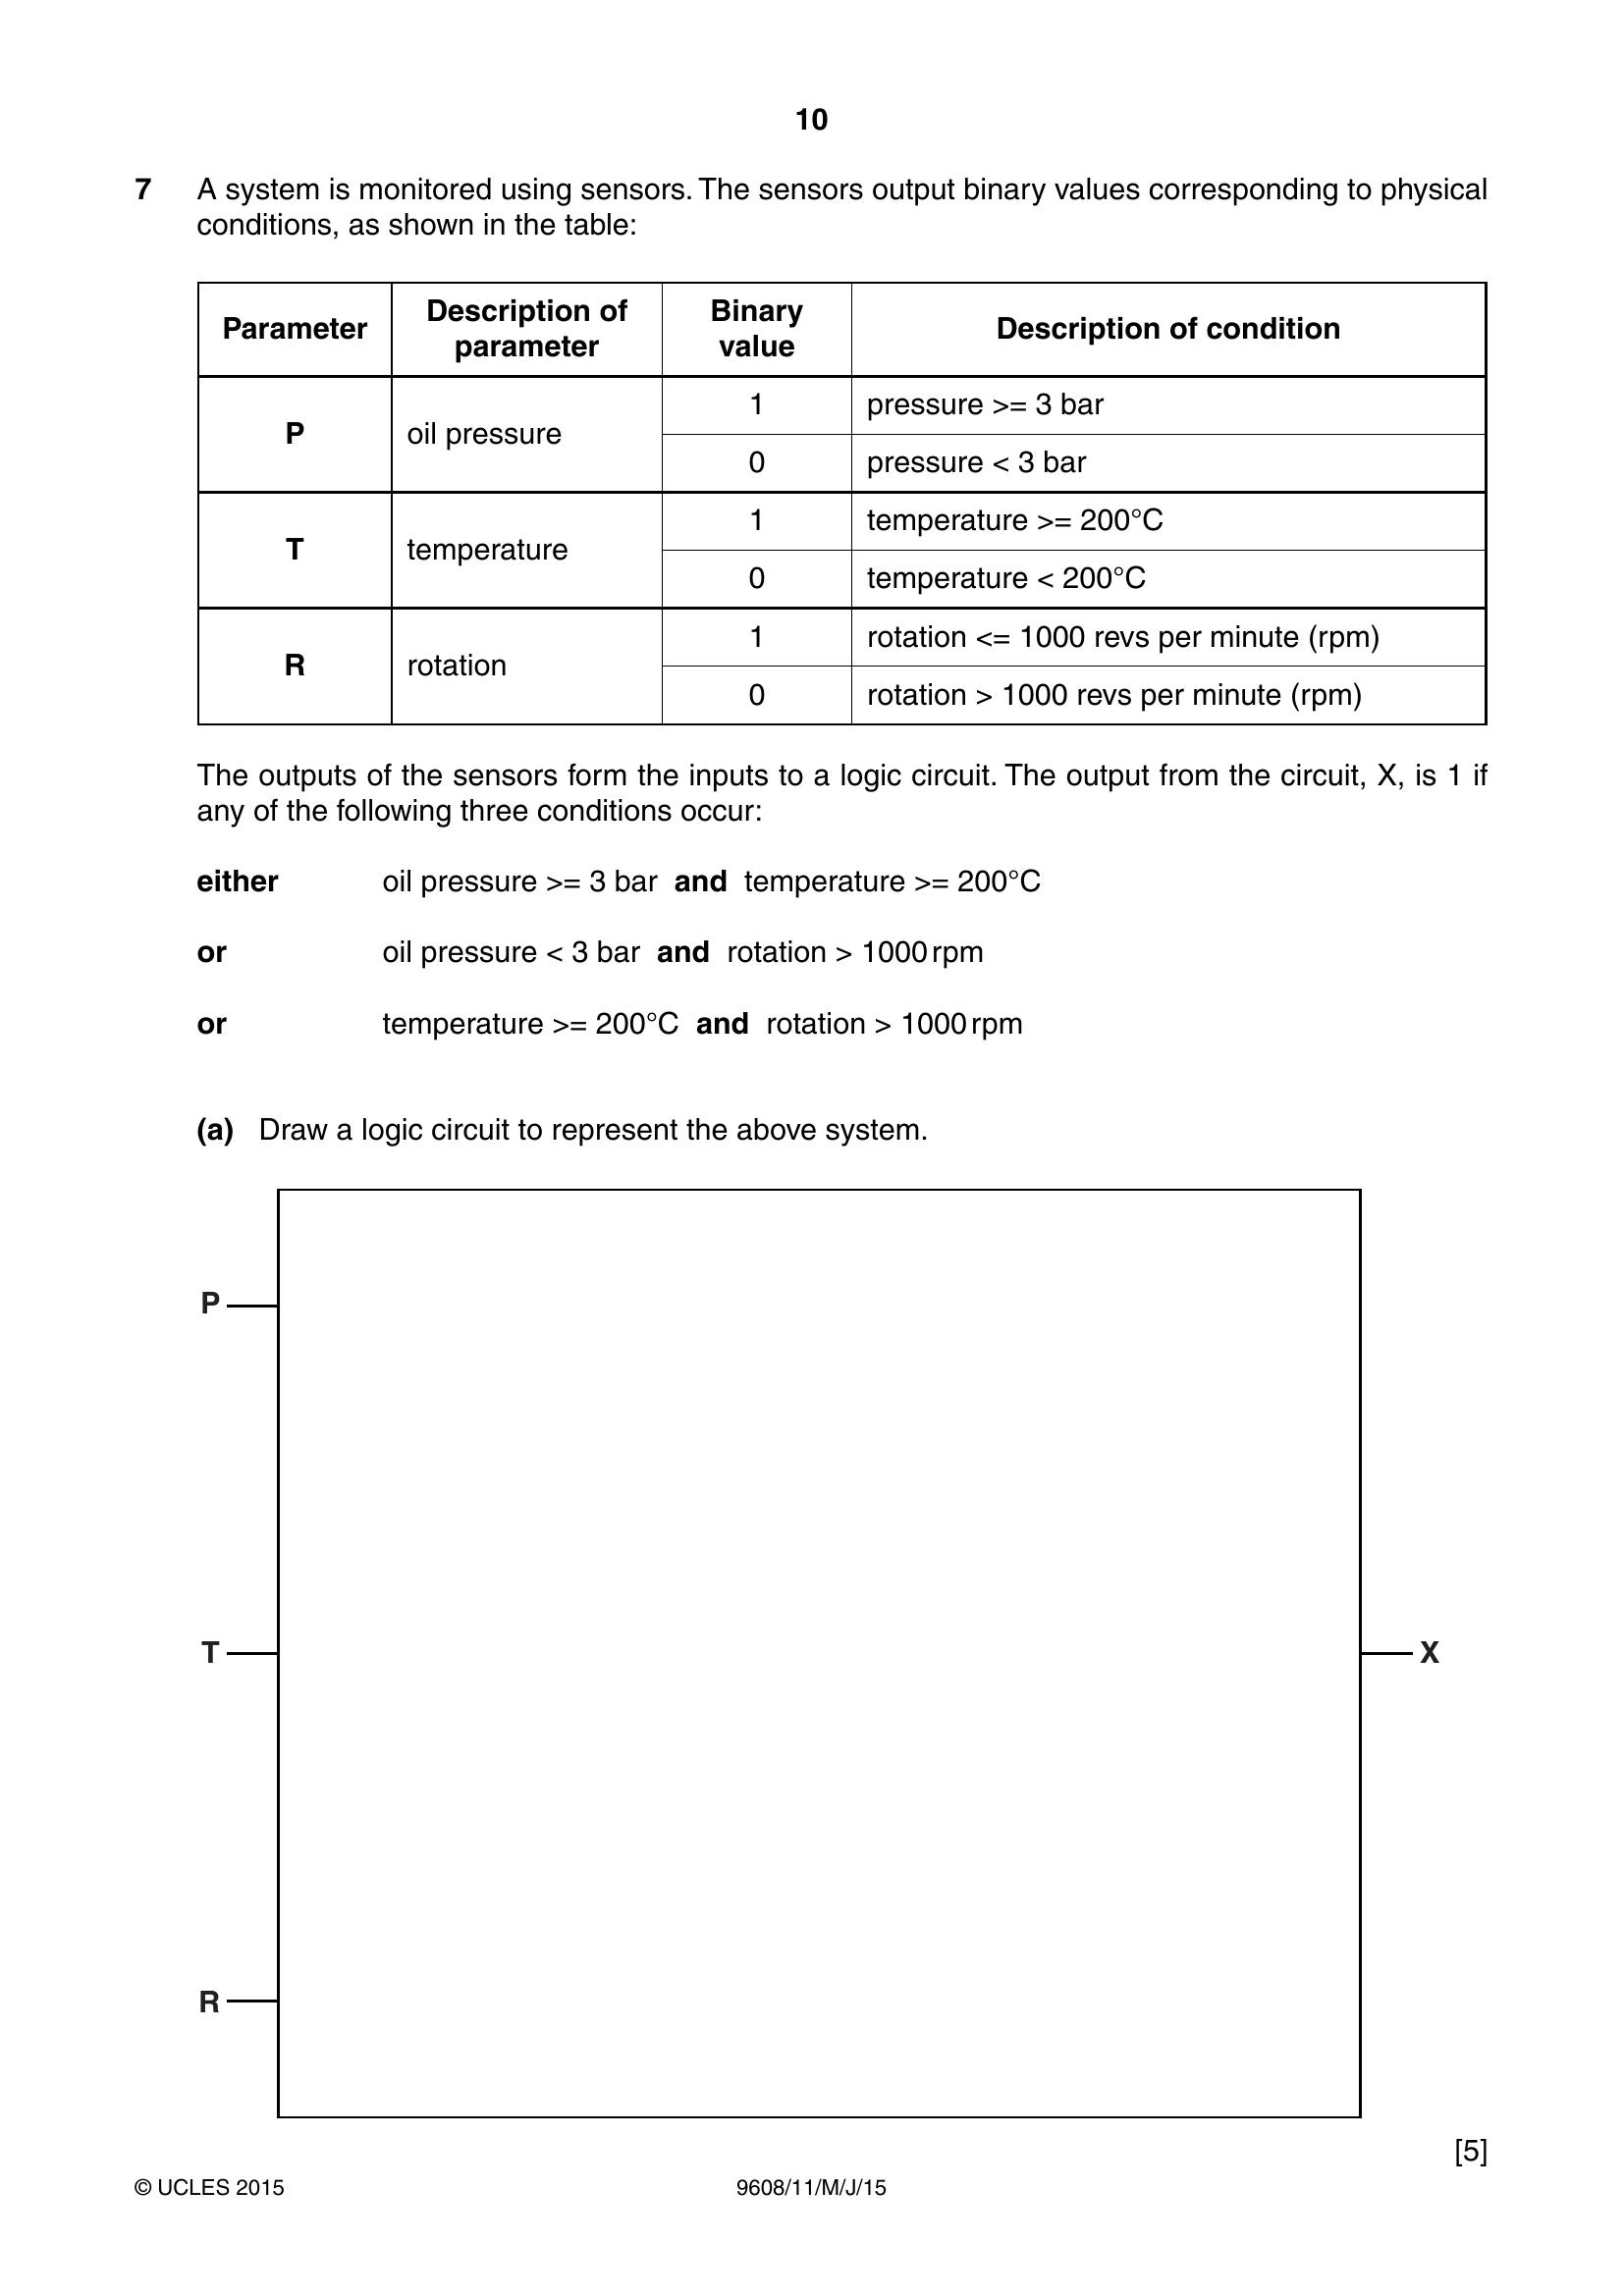 10
7 A system is monitored using sensors. The sensors output binary values corresponding to physical
conditions, as shown in the table:
Parameter
Description of
parameter
Binary
value
Description of condition
P
oil pressure
1
pressure >= 3 bar
0
pressure < 3 bar
T
temperature
1
temperature >= 200°C
0
temperature < 200°C
R
rotation
1
rotation <= 1000 revs per minute (rpm)
0
rotation > 1000 revs per minute (rpm)
The outputs of the sensors form the inputs to a logic circuit. The output from the circuit, X, is 1 if
any of the following three conditions occur:
either oil pressure >= 3 bar and temperature >= 200°C
or oil pressure < 3 bar and rotation > 1000 rpm
or temperature >= 200°C and rotation > 1000 rpm
(a) Draw a logic circuit to represent the above system.
P
T
X
R
[5]
© UCLES 2015 9608/11/M/J/15